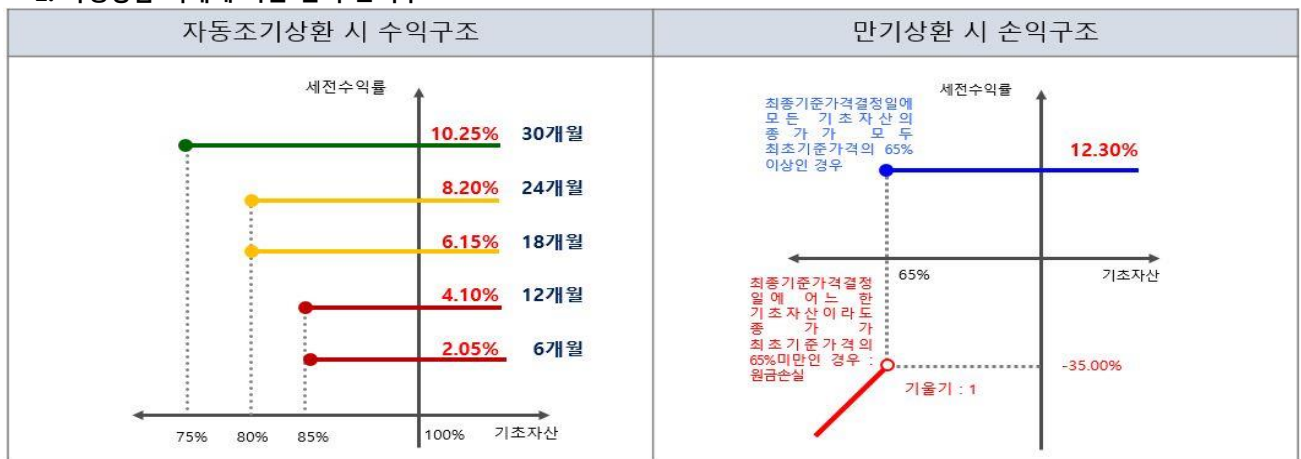 자동조기상환 시 수익구조
만기상환 시 손익구조
세전수익률
10.25% 30개월
8.20% 24개월
6.15% 18개월
4.10% 12개월
2.05% 6개월
75% 80% 85% 100% 기초자산
세전수익률
최종기준가격결정일에
모든 기초자산의
종가가 모두
최초기준가격의 65%
이상인 경우
12.30%
65%
기초자산
최종기준가격결정
일에 어느 한
기초자산이라도
종가가
최초기준가격의
65%미만인 경우 :
원금손실
-35.00%
기울기 : 1